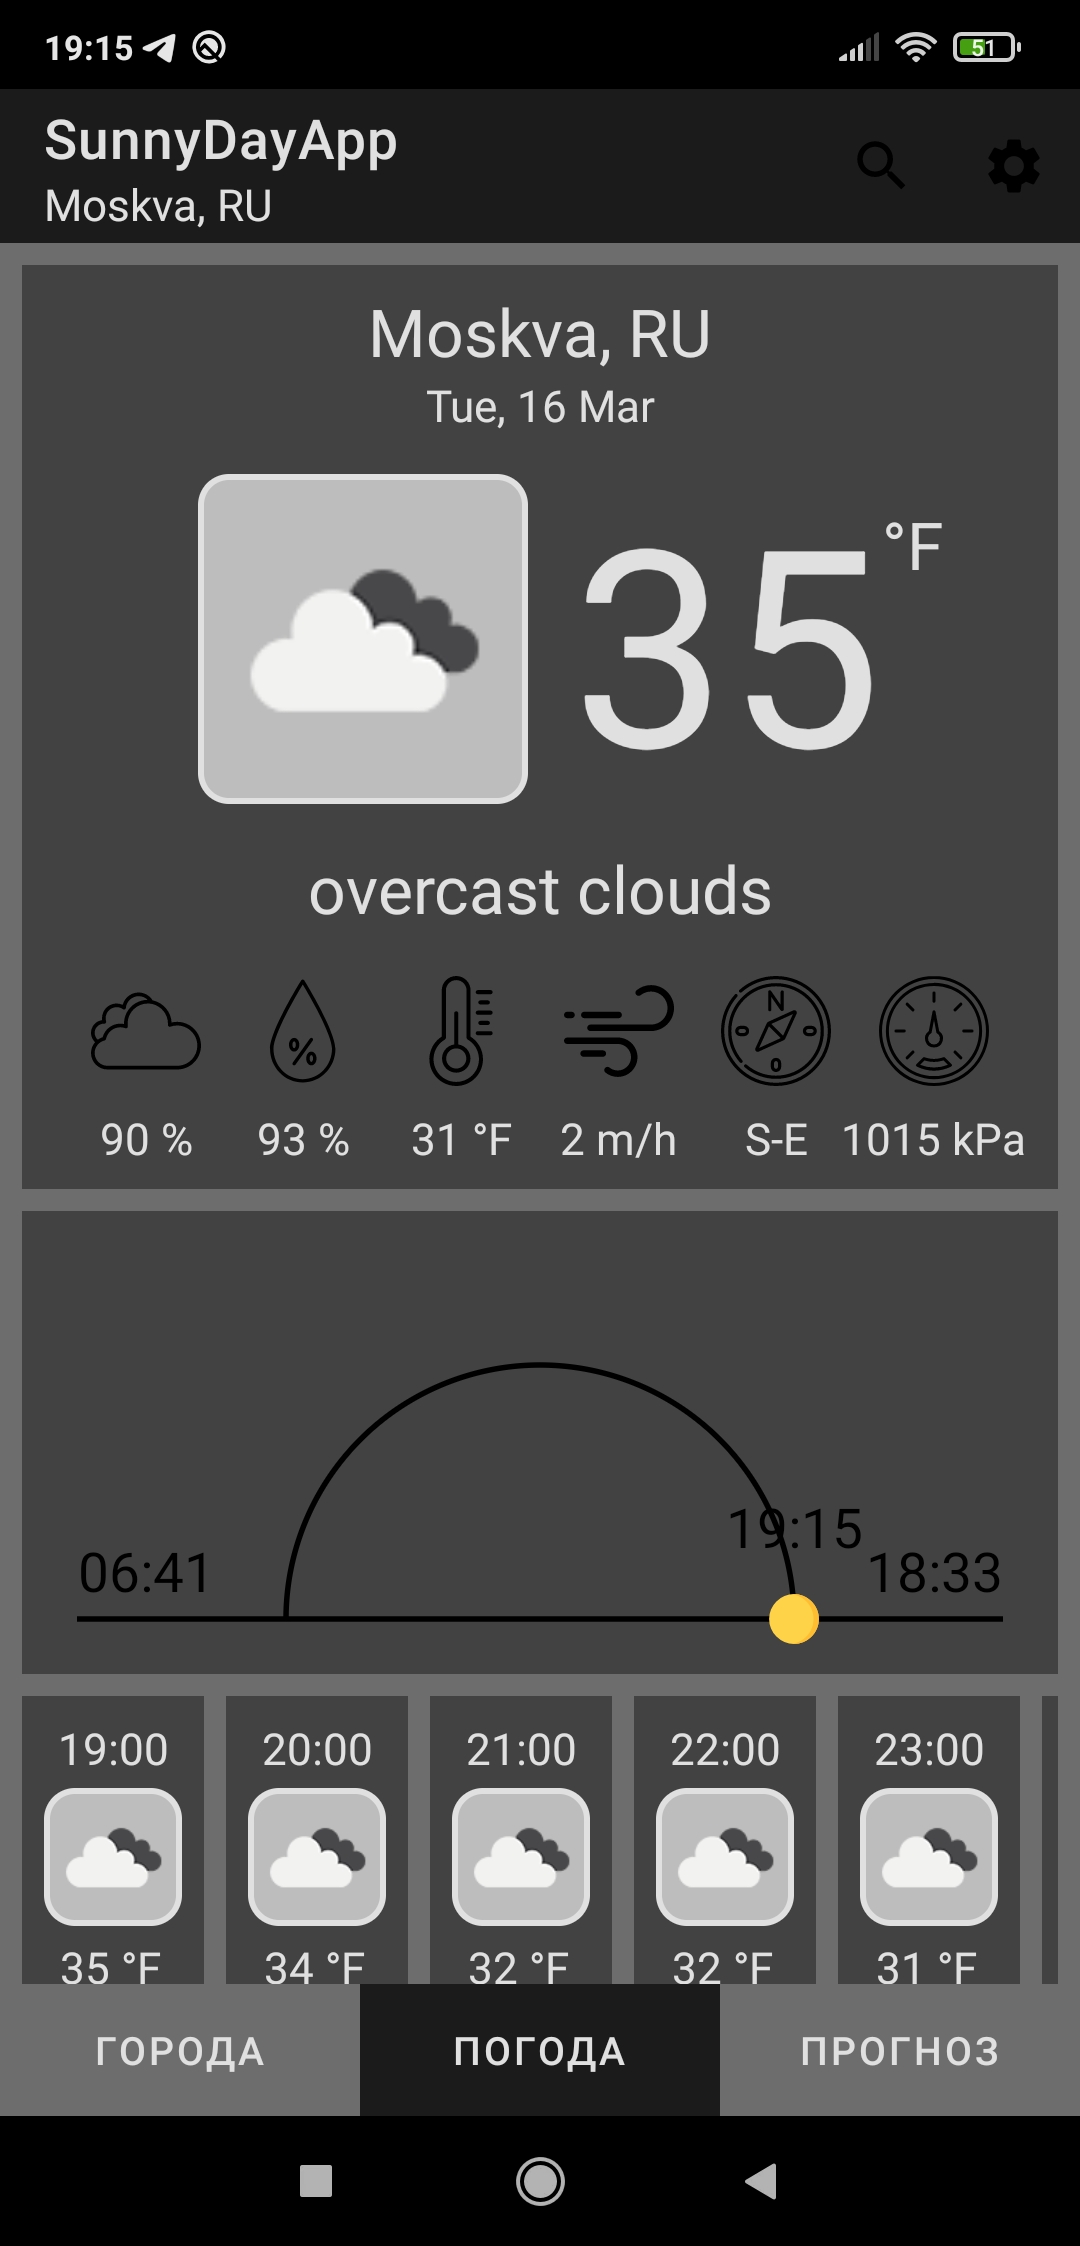 19:15 51
SunnyDayApp
Moskva, RU
Moskva, RU
Tue, 16 Mar
35 °F
overcast clouds
% N
0
90 % 93 % 31 °F 2 m/h S-E 1015 kPa
19:15
06:41 18:33
19:00 20:00 21:00 22:00 23:00
35 °F 34 °F 32 °F 32 °F 31 °F
ГОРОДА ПОГОДА ПРОГНОЗ